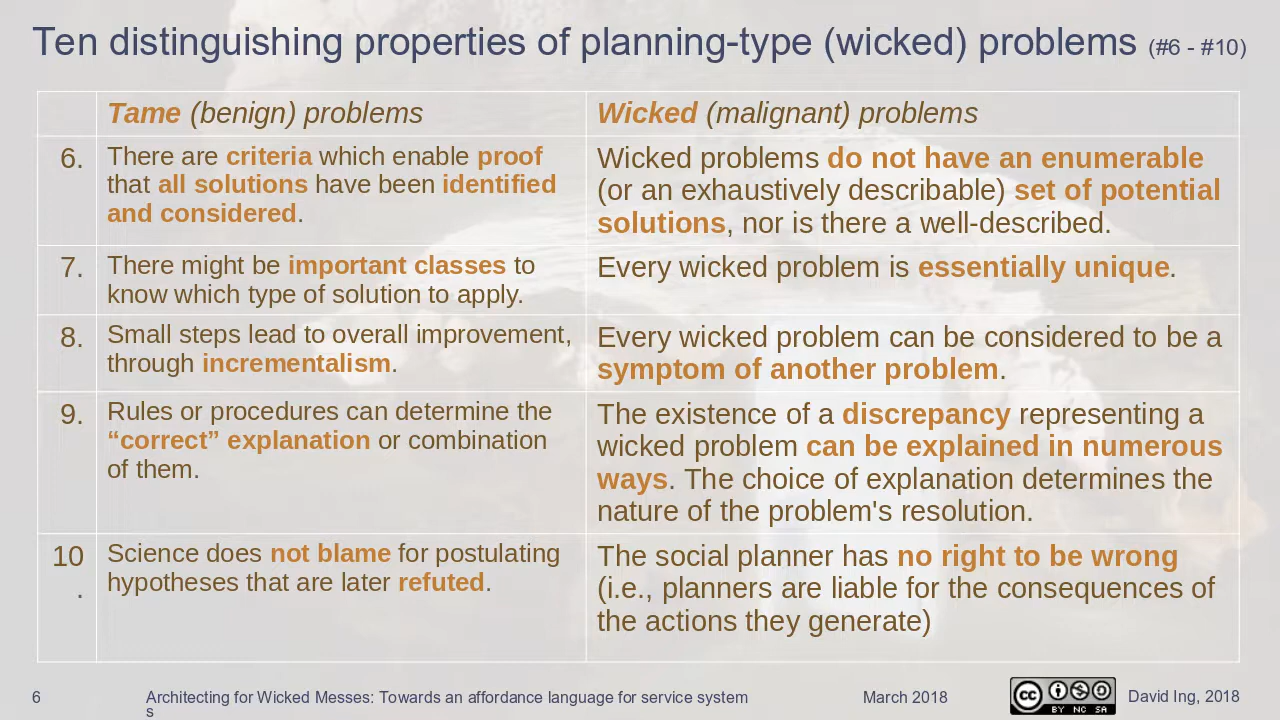 Ten distinguishing properties of planning-type (wicked) problems (#6 - #10)
Tame (benign) problems
Wicked (malignant) problems
6.
There are criteria which enable proof
that all solutions have been identified
and considered.
Wicked problems do not have an enumerable
(or an exhaustively describable) set of potential
solutions, nor is there a well-described.
7.
There might be important classes to
know which type of solution to apply.
Every wicked problem is essentially unique.
8.
Small steps lead to overall improvement,
through incrementalism.
Every wicked problem can be considered to be a
symptom of another problem.
9.
Rules or procedures can determine the
“correct” explanation or combination
of them.
The existence of a discrepancy representing a
wicked problem can be explained in numerous
ways. The choice of explanation determines the
nature of the problem's resolution.
10
.
Science does not blame for postulating
hypotheses that are later refuted.
The social planner has no right to be wrong
(i.e., planners are liable for the consequences of
the actions they generate)
6
Architecting for Wicked Messes: Towards an affordance language for service system
s
March 2018
cc
BY NC SA
David Ing, 2018